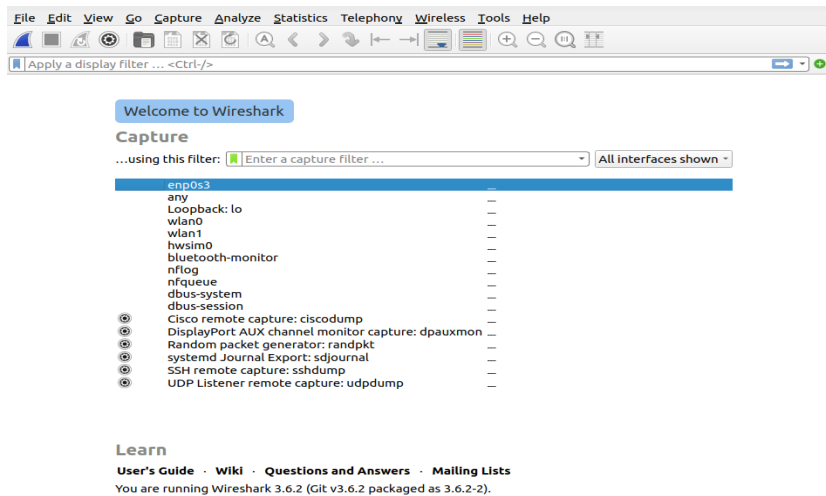 File Edit View Go Capture Analyze Statistics Telephony Wireless Tools Help
Apply a display filter … <Ctrl-/>
Welcome to Wireshark
Capture
…using this filter: Enter a capture filter … All interfaces shown
enp0s3
any
Loopback: lo
wlan0
wlan1
hwsim0
bluetooth-monitor
nflog
nfqueue
dbus-system
dbus-session
Cisco remote capture: ciscodump
DisplayPort AUX channel monitor capture: dpauxmon
Random packet generator: randpkt
systemd Journal Export: sdjournal
SSH remote capture: sshdump
UDP Listener remote capture: udpdump
Learn
User's Guide · Wiki · Questions and Answers · Mailing Lists
You are running Wireshark 3.6.2 (Git v3.6.2 packaged as 3.6.2-2).